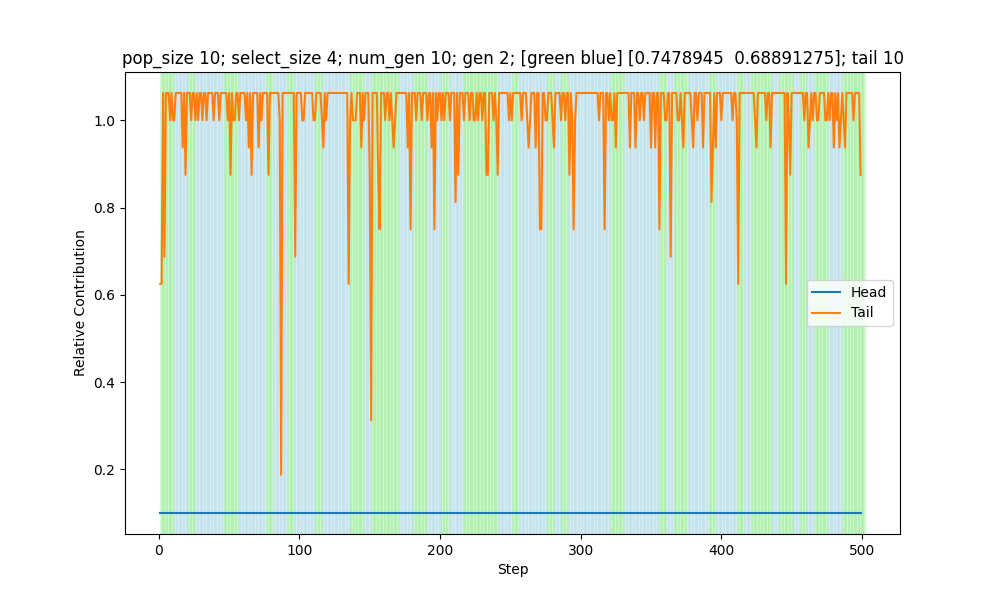 pop_size 10; select_size 4; num_gen 10; gen 2; [green blue] [0.7478945  0.68891275]; tail 10
1.0
0.8
0.6
0.4
0.2
Relative Contribution
Head
Tail
0 100 200 300 400 500
Step